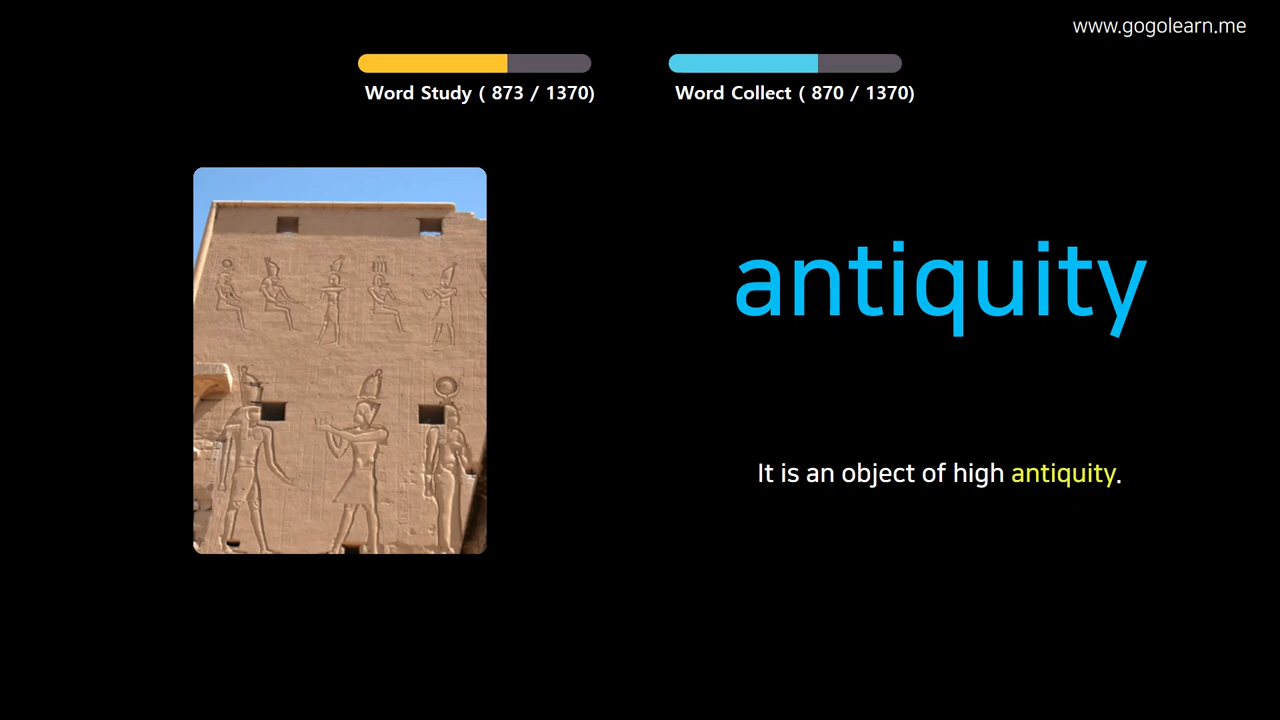 www.gogolearn.me
Word Study ( 873 / 1370)
Word Collect ( 870 / 1370)
antiquity
It is an object of high antiquity.